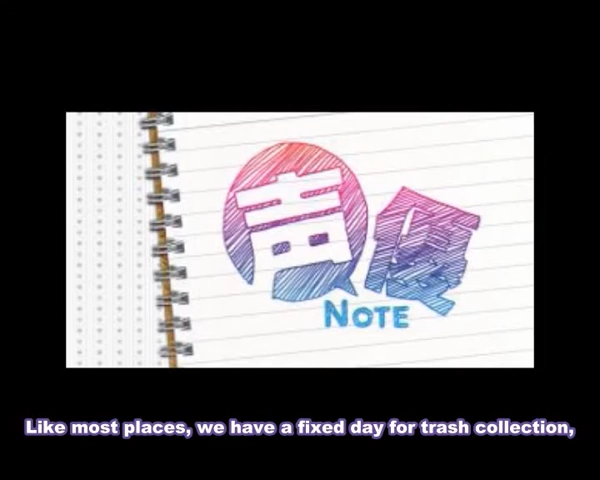 声優
NOTE
Like most places, we have a fixed day for trash collection,